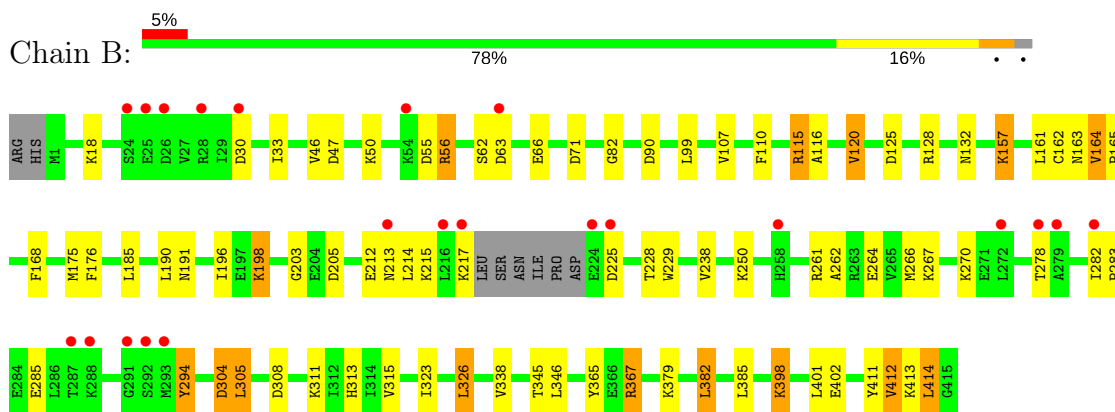 5%
Chain B:
78% 16% • •
ARG HIS M1 K18 S24 E25 D26 V27 R28 I29 D30 I33 V46 D47 K50 K54 D55 R56 S62 D63 E66 D71 G82 D90 L99 V107 F110 R115 A116 V120 D125 R128 N132 K157 L161 C162 N163 V164
F168 M175 F176 L185 L190 N191 I196 E197 K198 G203 E204 D205 E212 N213 L214 K215 L216 K217 LEU SER ASN ILE PRO ASP E224 D225 T228 W229 V238 K250 H258 R261 A262 R263 E264 V265 M266 K267 K270 E271 L272 T278 A279 I282
E284 E285 L286 T287 K288 G291 S292 M293 Y294 D304 L305 D308 K311 I312 H313 I314 V315 I323 L326 V338 T345 L346 Y365 E366 R367 K379 L382 L385 K398 L401 E402 Y411 V412 K413 L414 G415